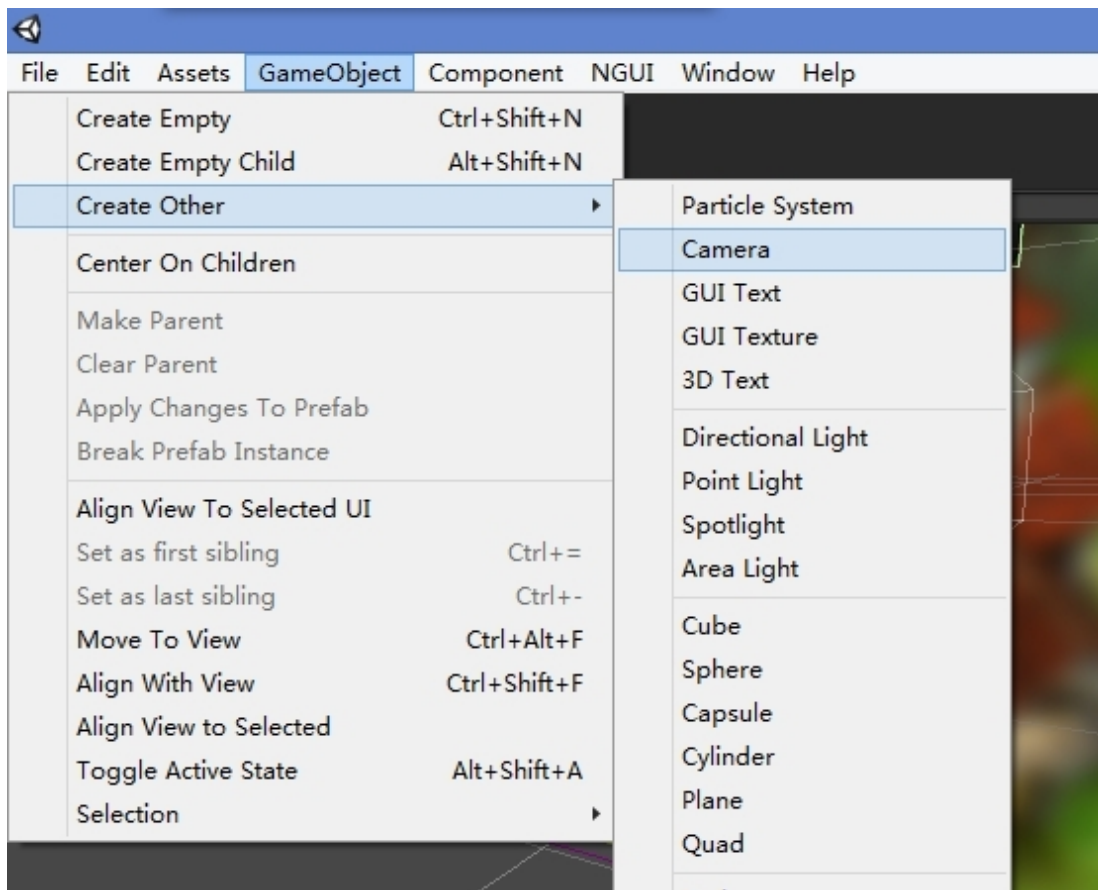 File Edit Assets GameObject Component NGUI Window Help
Create Empty Ctrl+Shift+N
Create Empty Child Alt+Shift+N
Create Other
Center On Children
Make Parent
Clear Parent
Apply Changes To Prefab
Break Prefab Instance
Align View To Selected UI
Set as first sibling Ctrl+=
Set as last sibling Ctrl+-
Move To View Ctrl+Alt+F
Align With View Ctrl+Shift+F
Align View to Selected
Toggle Active State Alt+Shift+A
Selection
Particle System
Camera
GUI Text
GUI Texture
3D Text
Directional Light
Point Light
Spotlight
Area Light
Cube
Sphere
Capsule
Cylinder
Plane
Quad